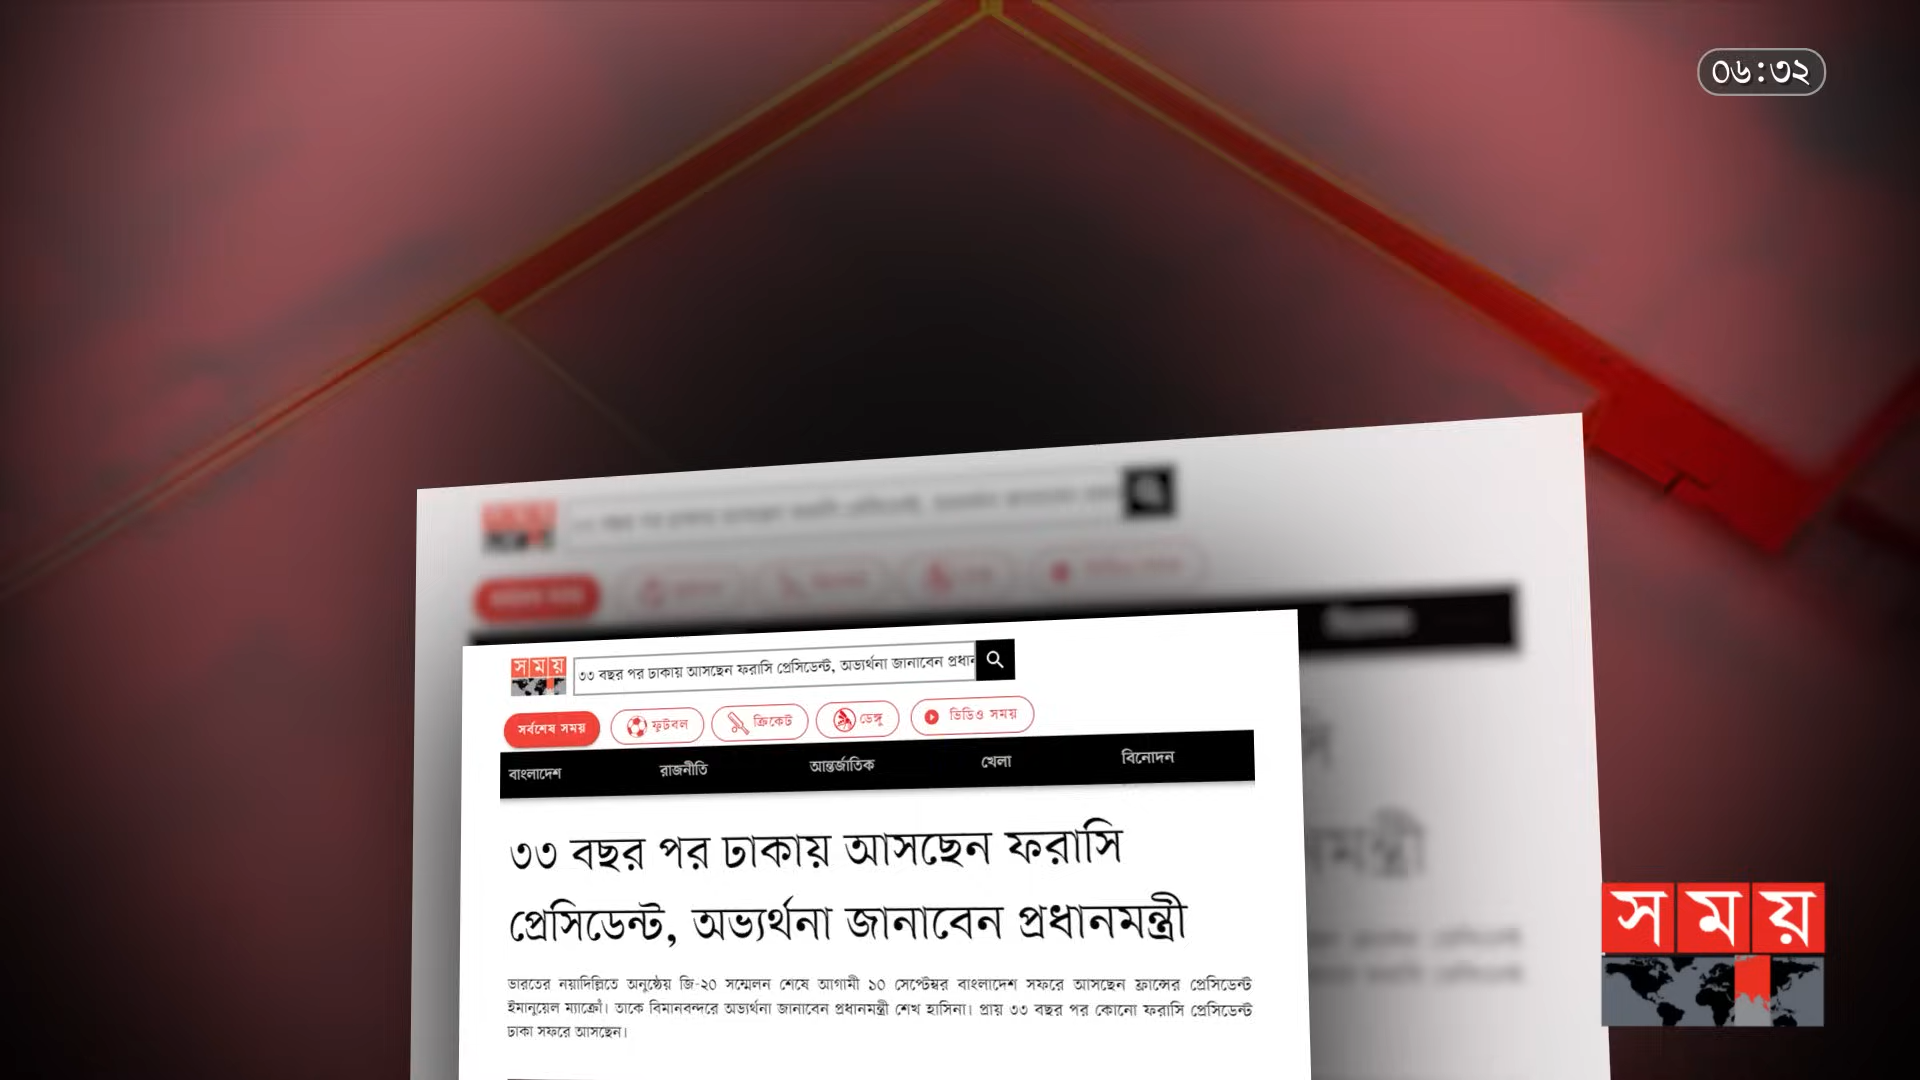 ০৬:৩২
সময়
৩৩ বছর পর ঢাকায় আসছেন ফরাসি প্রেসিডেন্ট, অভ্যর্থনা জানাবেন
সর্বশেষ সময় ফুটবল ক্রিকেট ডেঙ্গু ভিডিও সময়
বাংলাদেশ রাজনীতি আন্তর্জাতিক খেলা বিনোদন
৩৩ বছর পর ঢাকায় আসছেন ফরাসি
প্রেসিডেন্ট, অভ্যর্থনা জানাবেন প্রধানমন্ত্রী
ভারতের নয়াদিল্লিতে অনুষ্ঠেয় জি-২০ সম্মেলন শেষে আগামী ১০ সেপ্টেম্বর বাংলাদেশ সফরে আসছেন ফ্রান্সের প্রেসিডেন্ট
ইমানুয়েল ম্যাক্রোঁ। তাকে বিমানবন্দরে অভ্যর্থনা জানাবেন প্রধানমন্ত্রী শেখ হাসিনা। প্রায় ৩৩ বছর পর কোনো ফরাসি প্রেসিডেন্ট
ঢাকা সফরে আসছেন।
সময়